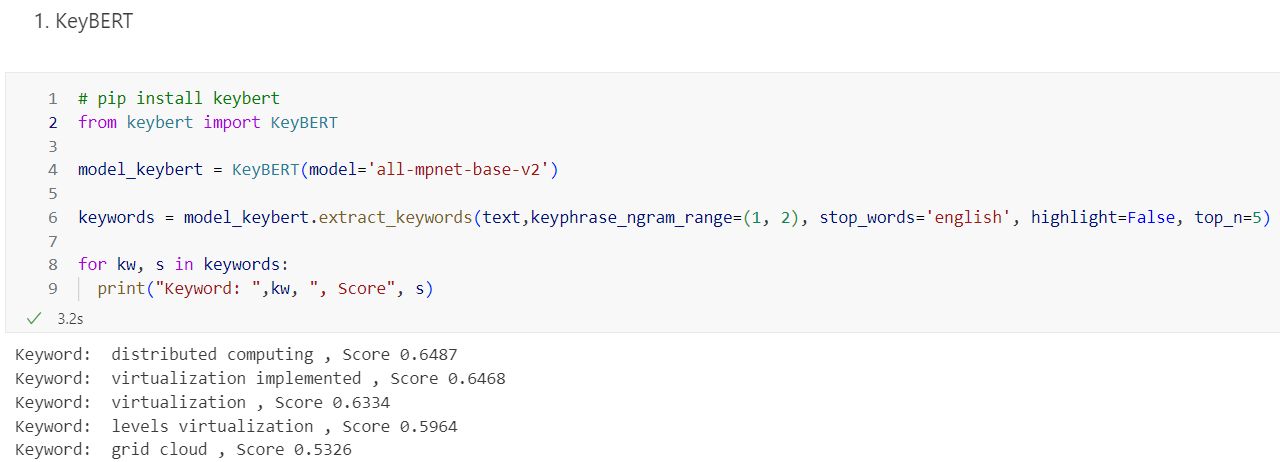 1. KeyBERT
1 # pip install keybert
2 from keybert import KeyBERT
3
4 model_keybert = KeyBERT(model='all-mpnet-base-v2')
5
6 keywords = model_keybert.extract_keywords(text,keyphrase_ngram_range=(1, 2), stop_words='english', highlight=False, top_n=5)
7
8 for kw, s in keywords:
9   print("Keyword: ",kw, ", Score", s)
✓ 3.2s
Keyword:  distributed computing , Score 0.6487
Keyword:  virtualization implemented , Score 0.6468
Keyword:  virtualization , Score 0.6334
Keyword:  levels virtualization , Score 0.5964
Keyword:  grid cloud , Score 0.5326